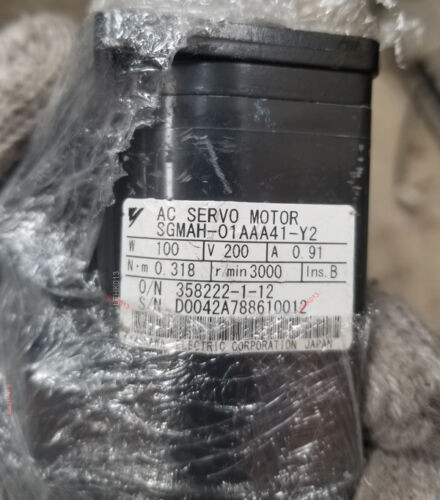 AC SERVO MOTOR
SGMAH-01AAA41-Y2
W 100 V 200 A 0.91
N·m 0.318 r/min 3000 Ins.B
O/N 358222-1-12
S/N D0042A788610012
ELECTRIC CORPORATION JAPAN